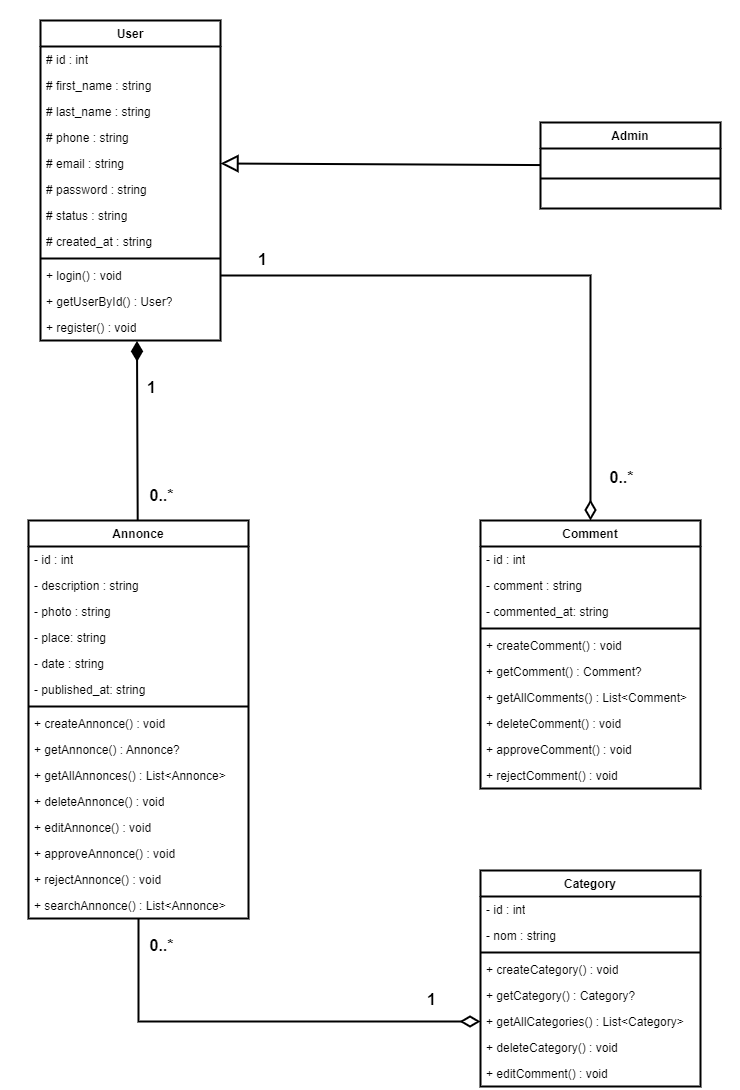 User
# id : int
# first_name : string
# last_name : string
# phone : string
# email : string
# password : string
# status : string
# created_at : string
+ login() : void
+ getUserById() : User?
+ register() : void
Admin
1
1
0..*
0..*
Annonce
- id : int
- description : string
- photo : string
- place: string
- date : string
- published_at: string
+ createAnnonce() : void
+ getAnnonce() : Annonce?
+ getAllAnnonces() : List<Annonce>
+ deleteAnnonce() : void
+ editAnnonce() : void
+ approveAnnonce() : void
+ rejectAnnonce() : void
+ searchAnnonce() : List<Annonce>
Comment
- id : int
- comment : string
- commented_at: string
+ createComment() : void
+ getComment() : Comment?
+ getAllComments() : List<Comment>
+ deleteComment() : void
+ approveComment() : void
+ rejectComment() : void
0..*
1
Category
- id : int
- nom : string
+ createCategory() : void
+ getCategory() : Category?
+ getAllCategories() : List<Category>
+ deleteCategory() : void
+ editComment() : void